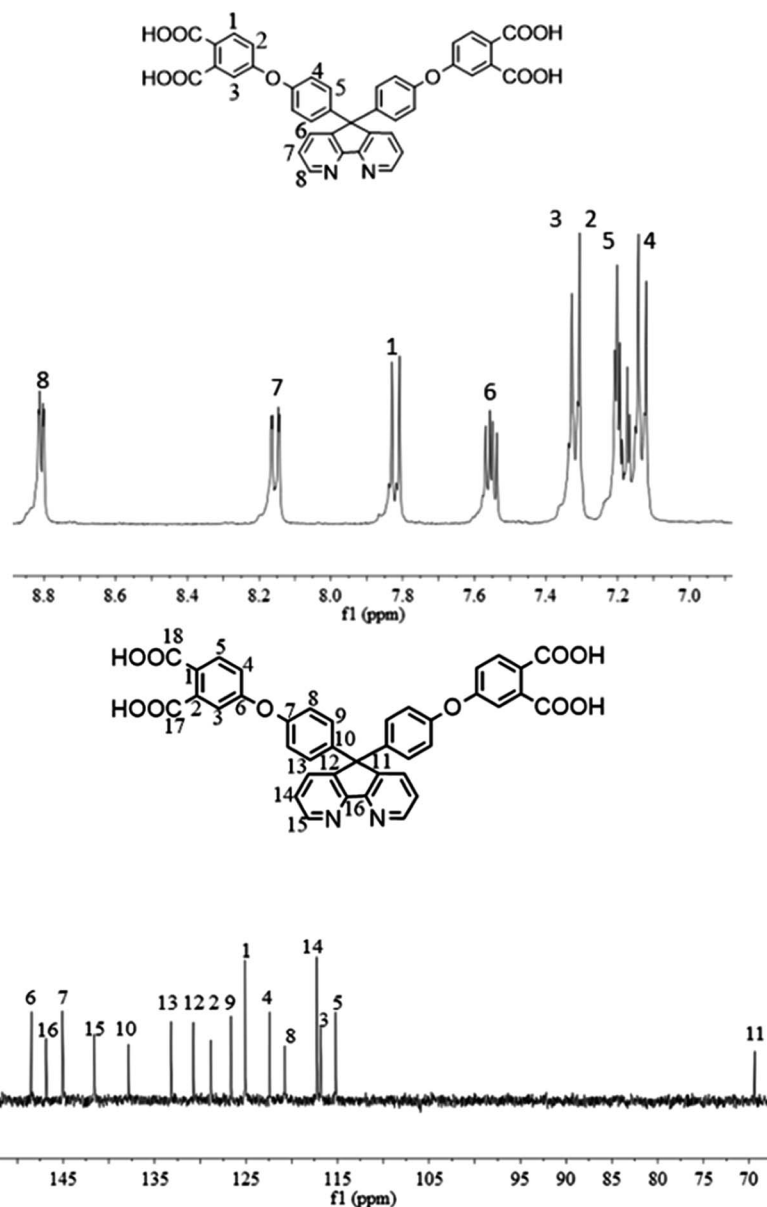 HOOC 1 COOH
2
HOOC 3 O 4 5 O COOH
6
7
8 N N
3 2
5 4
8 7 1 6
8.8 8.6 8.4 8.2 8.0 7.8 7.6 7.4 7.2 7.0
f1 (ppm)
18
HOOC 5 COOH
1 4
HOOC 2 3 6 O 8 O COOH
17 7 9
10
13 12 11
14
16
15 N N
6 16 7 15 10 13 12 2 9 1 4 8 14 3 5 11
145 135 125 115 105 95 90 85 80 75 70
f1 (ppm)